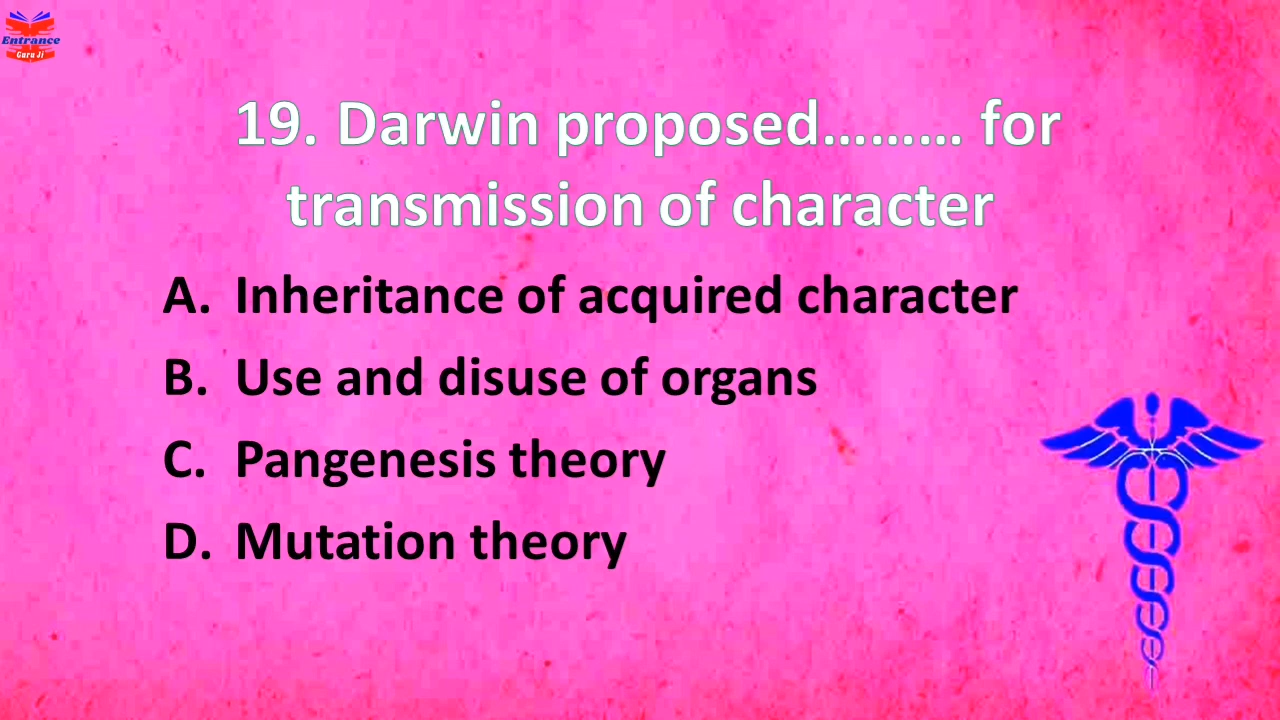 Entrance
Guru Ji
19. Darwin proposed……… for
transmission of character
A. Inheritance of acquired character
B. Use and disuse of organs
C. Pangenesis theory
D. Mutation theory